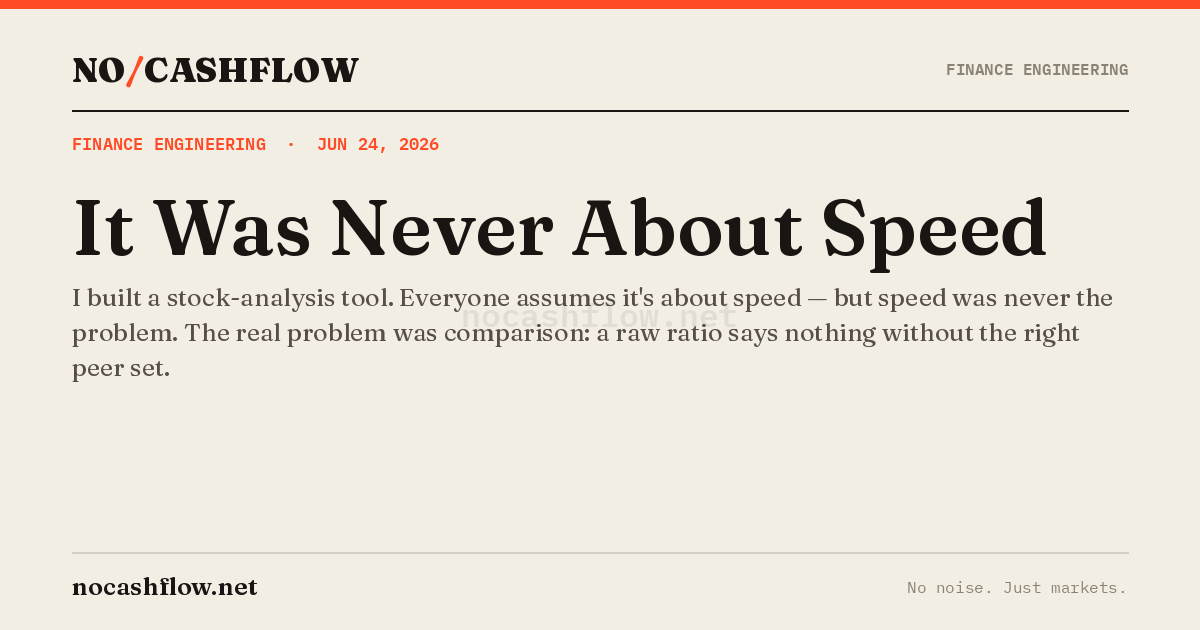 NO/CASHFLOW
FINANCE ENGINEERING
FINANCE ENGINEERING · JUN 24, 2026
It Was Never About Speed
I built a stock-analysis tool. Everyone assumes it's about speed — but speed was never the
problem. The real problem was comparison: a raw ratio says nothing without the right
peer set.
nocashflow.net
nocashflow.net
No noise. Just markets.